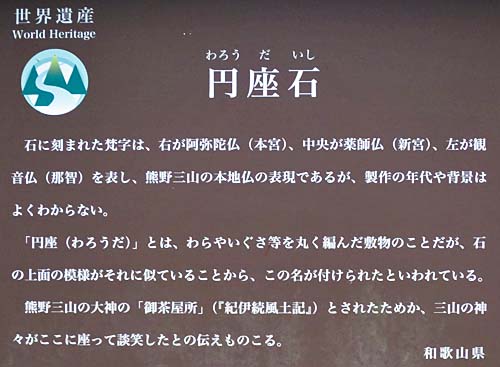 世界遺産
World Heritage
わろう だ いし
円座石
石に刻まれた梵字は、右が阿弥陀仏（本宮）、中央が薬師仏（新宮）、左が観
音仏（那智）を表し、熊野三山の本地仏の表現であるが、製作の年代や背景は
よくわからない。
「円座（わろうだ）」とは、わらやいぐさ等を丸く編んだ敷物のことだが、石
の上面の模様がそれに似ていることから、この名が付けられたといわれている。
熊野三山の大神の「御茶屋所」（『紀伊続風土記』）とされたためか、三山の神
々がここに座って談笑したとの伝えものこる。
和歌山県